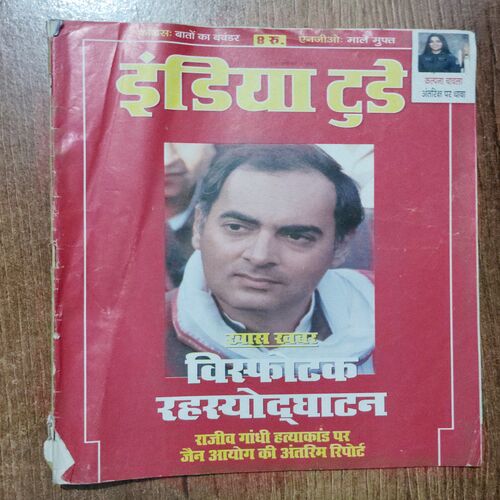 कांग्रेस: बातों का बवंडर
8 रु.
एनजीओ: माले मुफ्त
इंडिया टुडे
कल्पना चावला
अंतरिक्ष पर धावा
खास खबर
विस्फोटक
रहस्योद्‌घाटन
राजीव गांधी हत्याकांड पर
जैन आयोग की अंतरिम रिपोर्ट